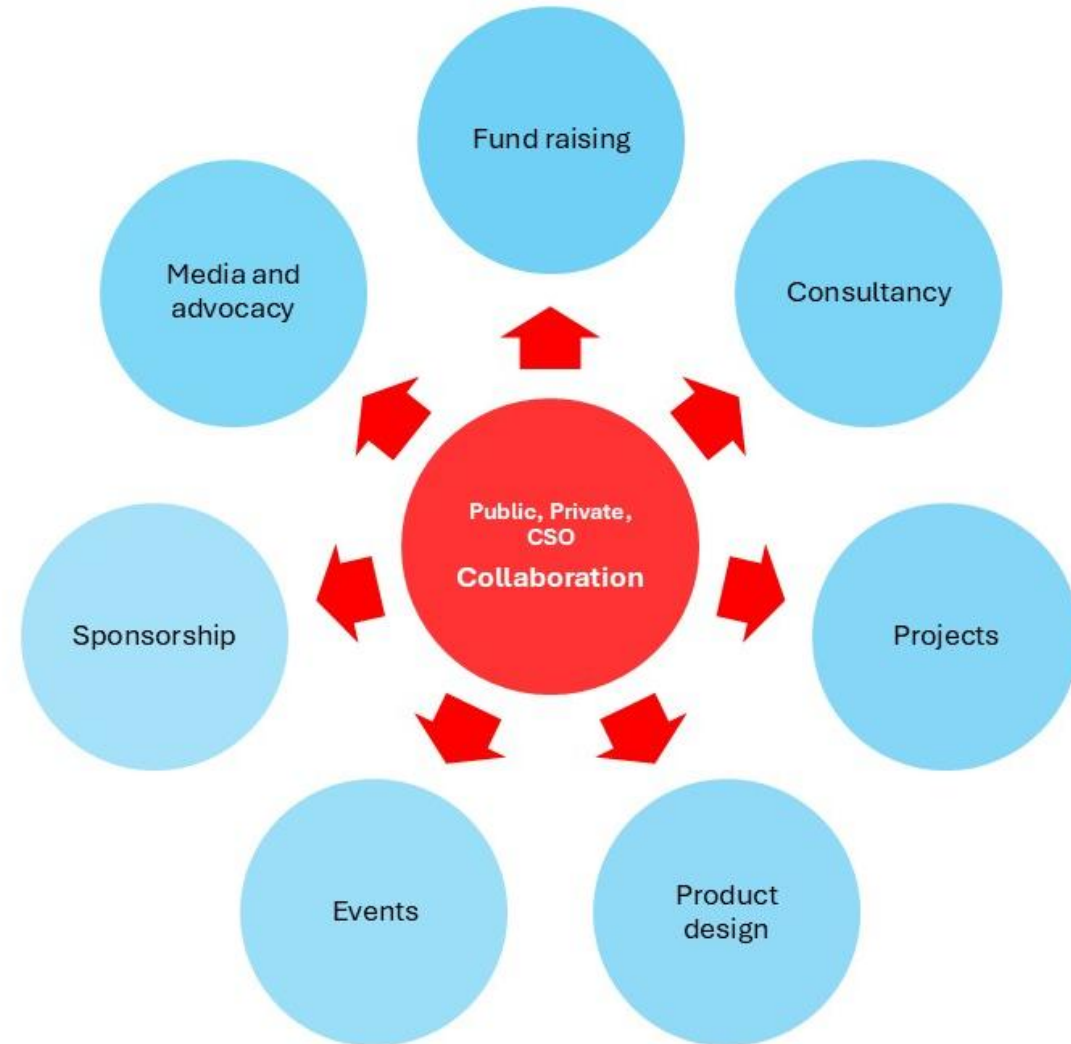 Fund raising
Consultancy
Projects
Product
design
Events
Sponsorship
Media and
advocacy
Public, Private,
CSO
Collaboration